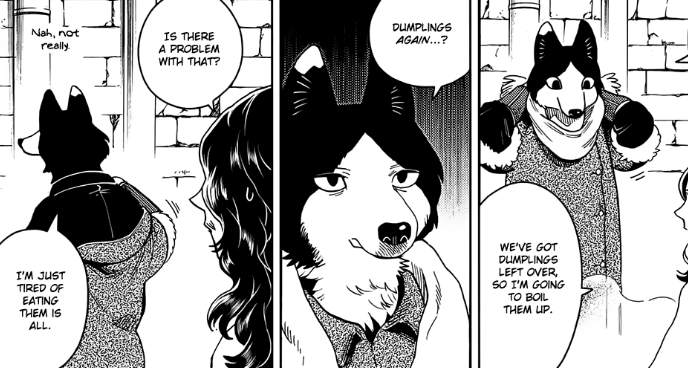 WE'VE GOT
DUMPLINGS
LEFT OVER,
SO I'M GOING
TO BOIL
THEM UP.
DUMPLINGS
AGAIN...?
IS THERE
A PROBLEM
WITH THAT?
Nah, not
really.
I'M JUST
TIRED OF
EATING
THEM IS
ALL.